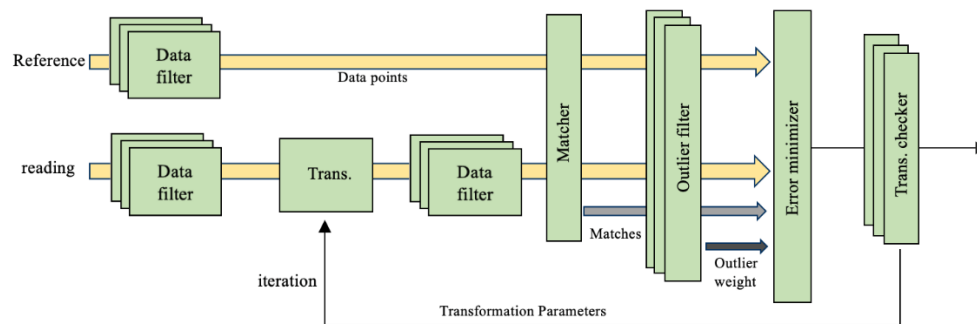 Reference
Data
filter
Data points
reading
Data
filter
Trans.
Data
filter
Matcher
Matches
Outlier filter
Outlier
weight
Error minimizer
Trans. checker
iteration
Transformation Parameters